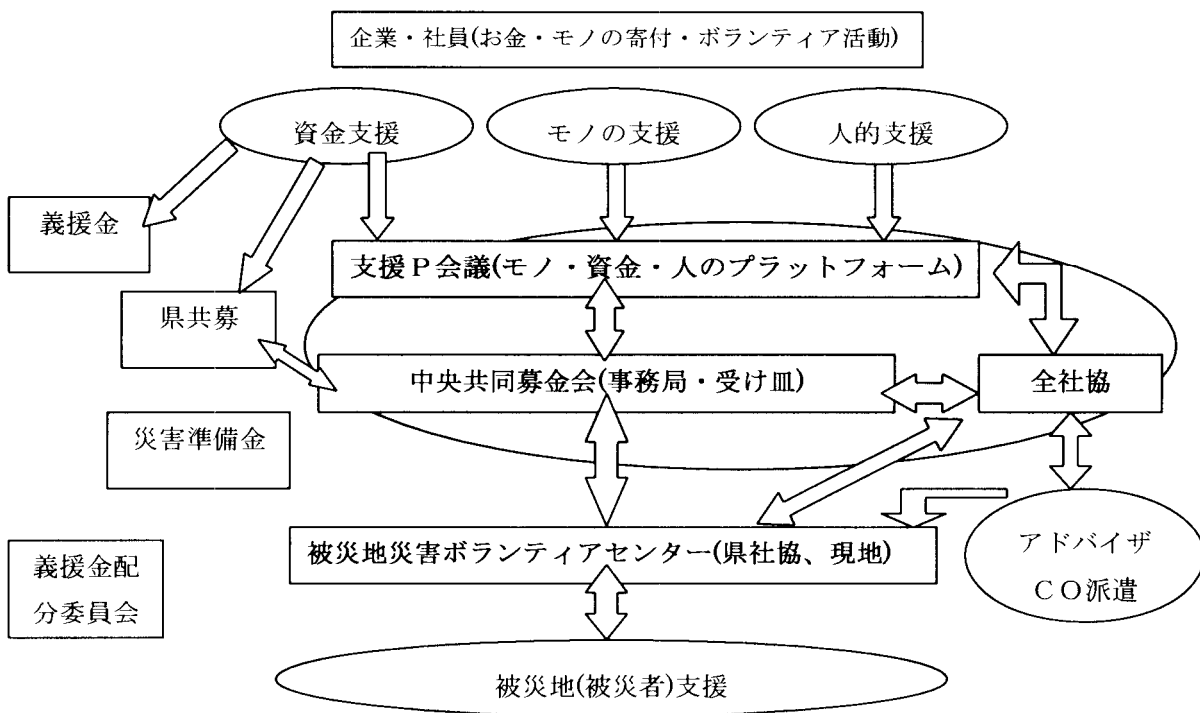 企業・社員(お金・モノの寄付・ボランティア活動)
資金支援
モノの支援
人的支援
義援金
支援P会議(モノ・資金・人のプラットフォーム)
県共募
中央共同募金会(事務局・受け皿)
全社協
災害準備金
被災地災害ボランティアセンター(県社協、現地)
アドバイザ
CO派遣
義援金配
分委員会
被災地(被災者)支援